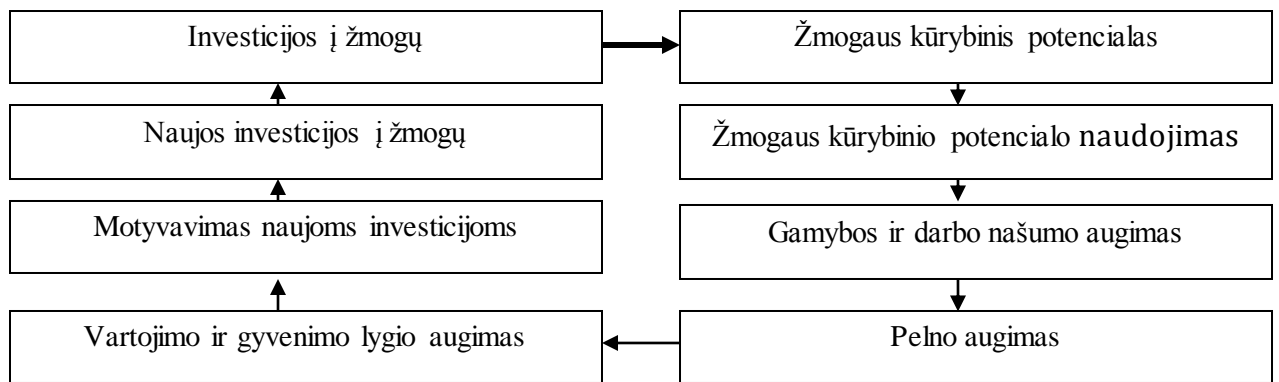 Investicijos į žmogų
Žmogaus kūrybinis potencialas
Naujos investicijos į žmogų
Žmogaus kūrybinio potencialo naudojimas
Motyvavimas naujoms investicijoms
Gamybos ir darbo našumo augimas
Vartojimo ir gyvenimo lygio augimas
Pelno augimas